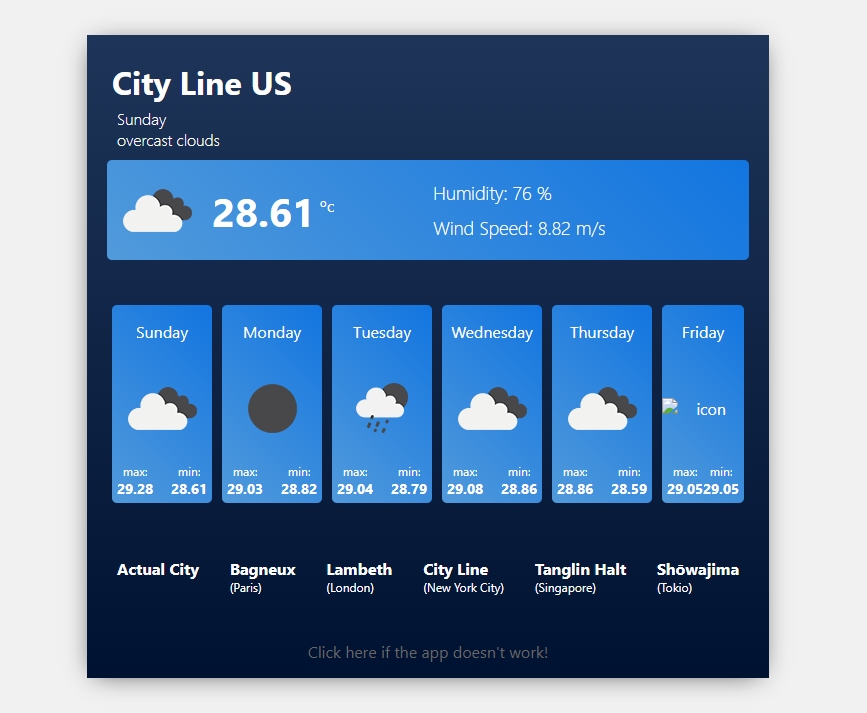 City Line US
Sunday
overcast clouds
28.61 °c
Humidity: 76 %
Wind Speed: 8.82 m/s
Sunday Monday Tuesday Wednesday Thursday Friday
icon
max: min: max: min: max: min: max: min: max: min: max: min:
29.28 28.61 29.03 28.82 29.04 28.79 29.08 28.86 28.86 28.59 29.05 29.05
Actual City Bagneux Lambeth City Line Tanglin Halt Shōwajima
(Paris) (London) (New York City) (Singapore) (Tokio)
Click here if the app doesn't work!